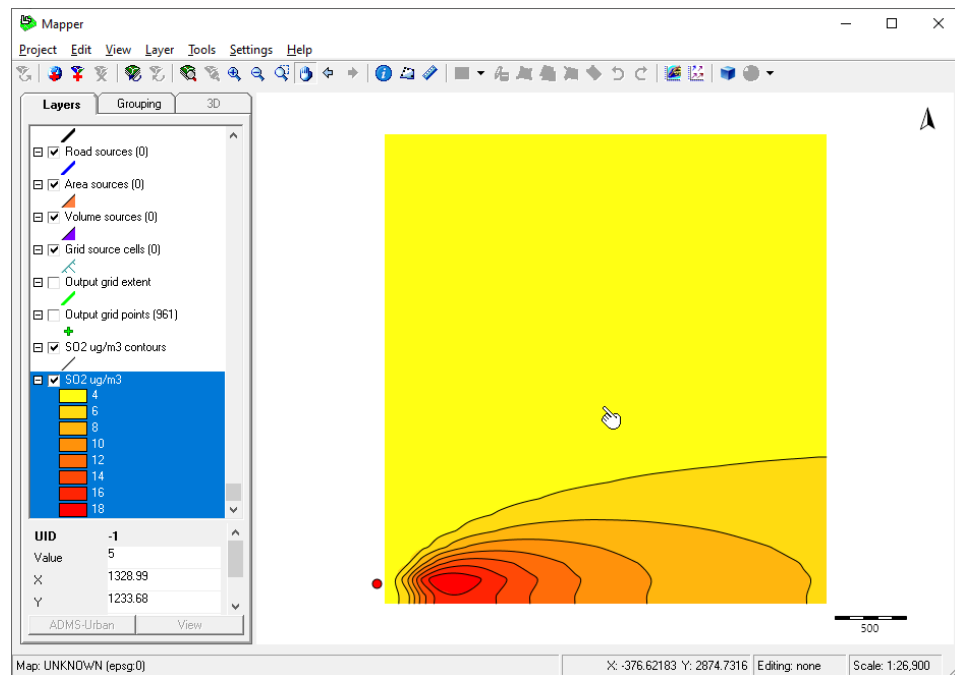 Mapper
Project Edit View Layer Tools Settings Help
Layers Grouping 3D
Road sources (0)
Area sources (0)
Volume sources (0)
Grid source cells (0)
Output grid extent
Output grid points (961)
SO2 ug/m3 contours
SO2 ug/m3
4
6
8
10
12
14
16
18
UID -1
Value 5
X 1328.99
Y 1233.68
ADMS-Urban View
500
Map: UNKNOWN (epsg:0) X: -376.62183 Y: 2874.7316 Editing: none Scale: 1:26,900